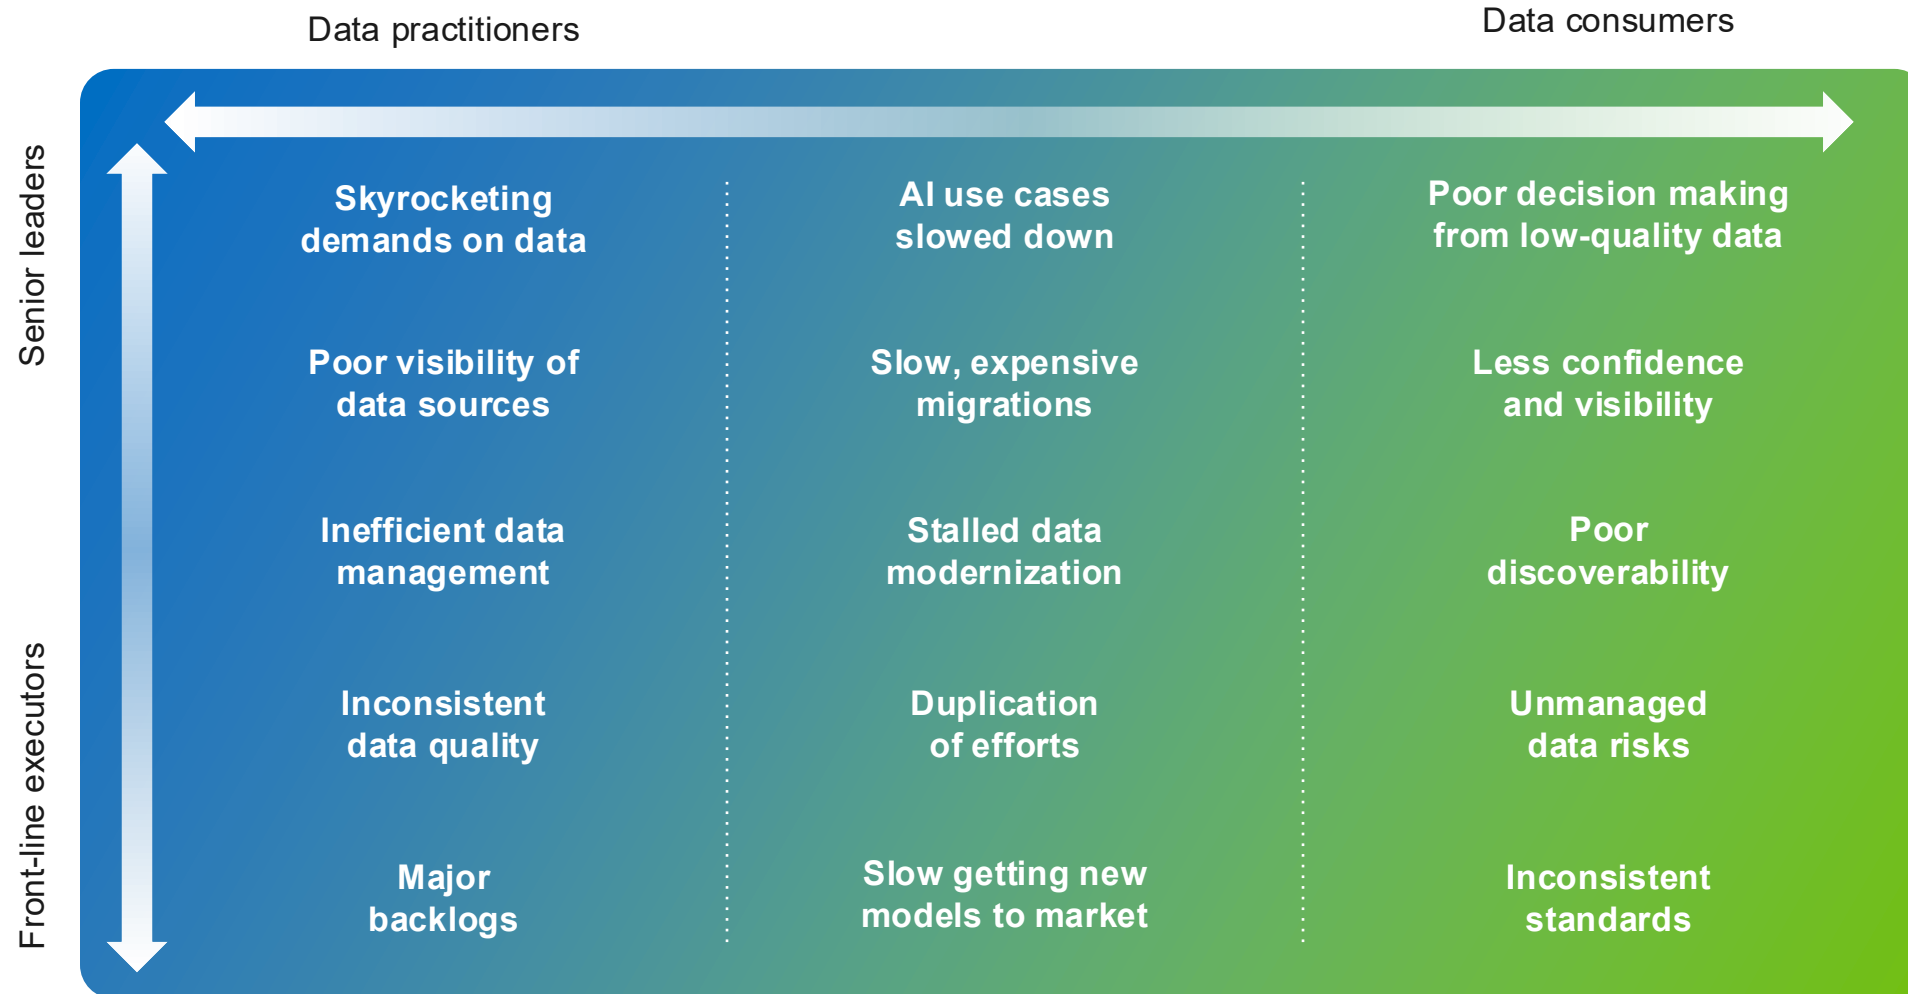 Data practitioners
Data consumers
Senior leaders
Front-line executors
Skyrocketing
demands on data
AI use cases
slowed down
Poor decision making
from low-quality data
Poor visibility of
data sources
Slow, expensive
migrations
Less confidence
and visibility
Inefficient data
management
Stalled data
modernization
Poor
discoverability
Inconsistent
data quality
Duplication
of efforts
Unmanaged
data risks
Major
backlogs
Slow getting new
models to market
Inconsistent
standards